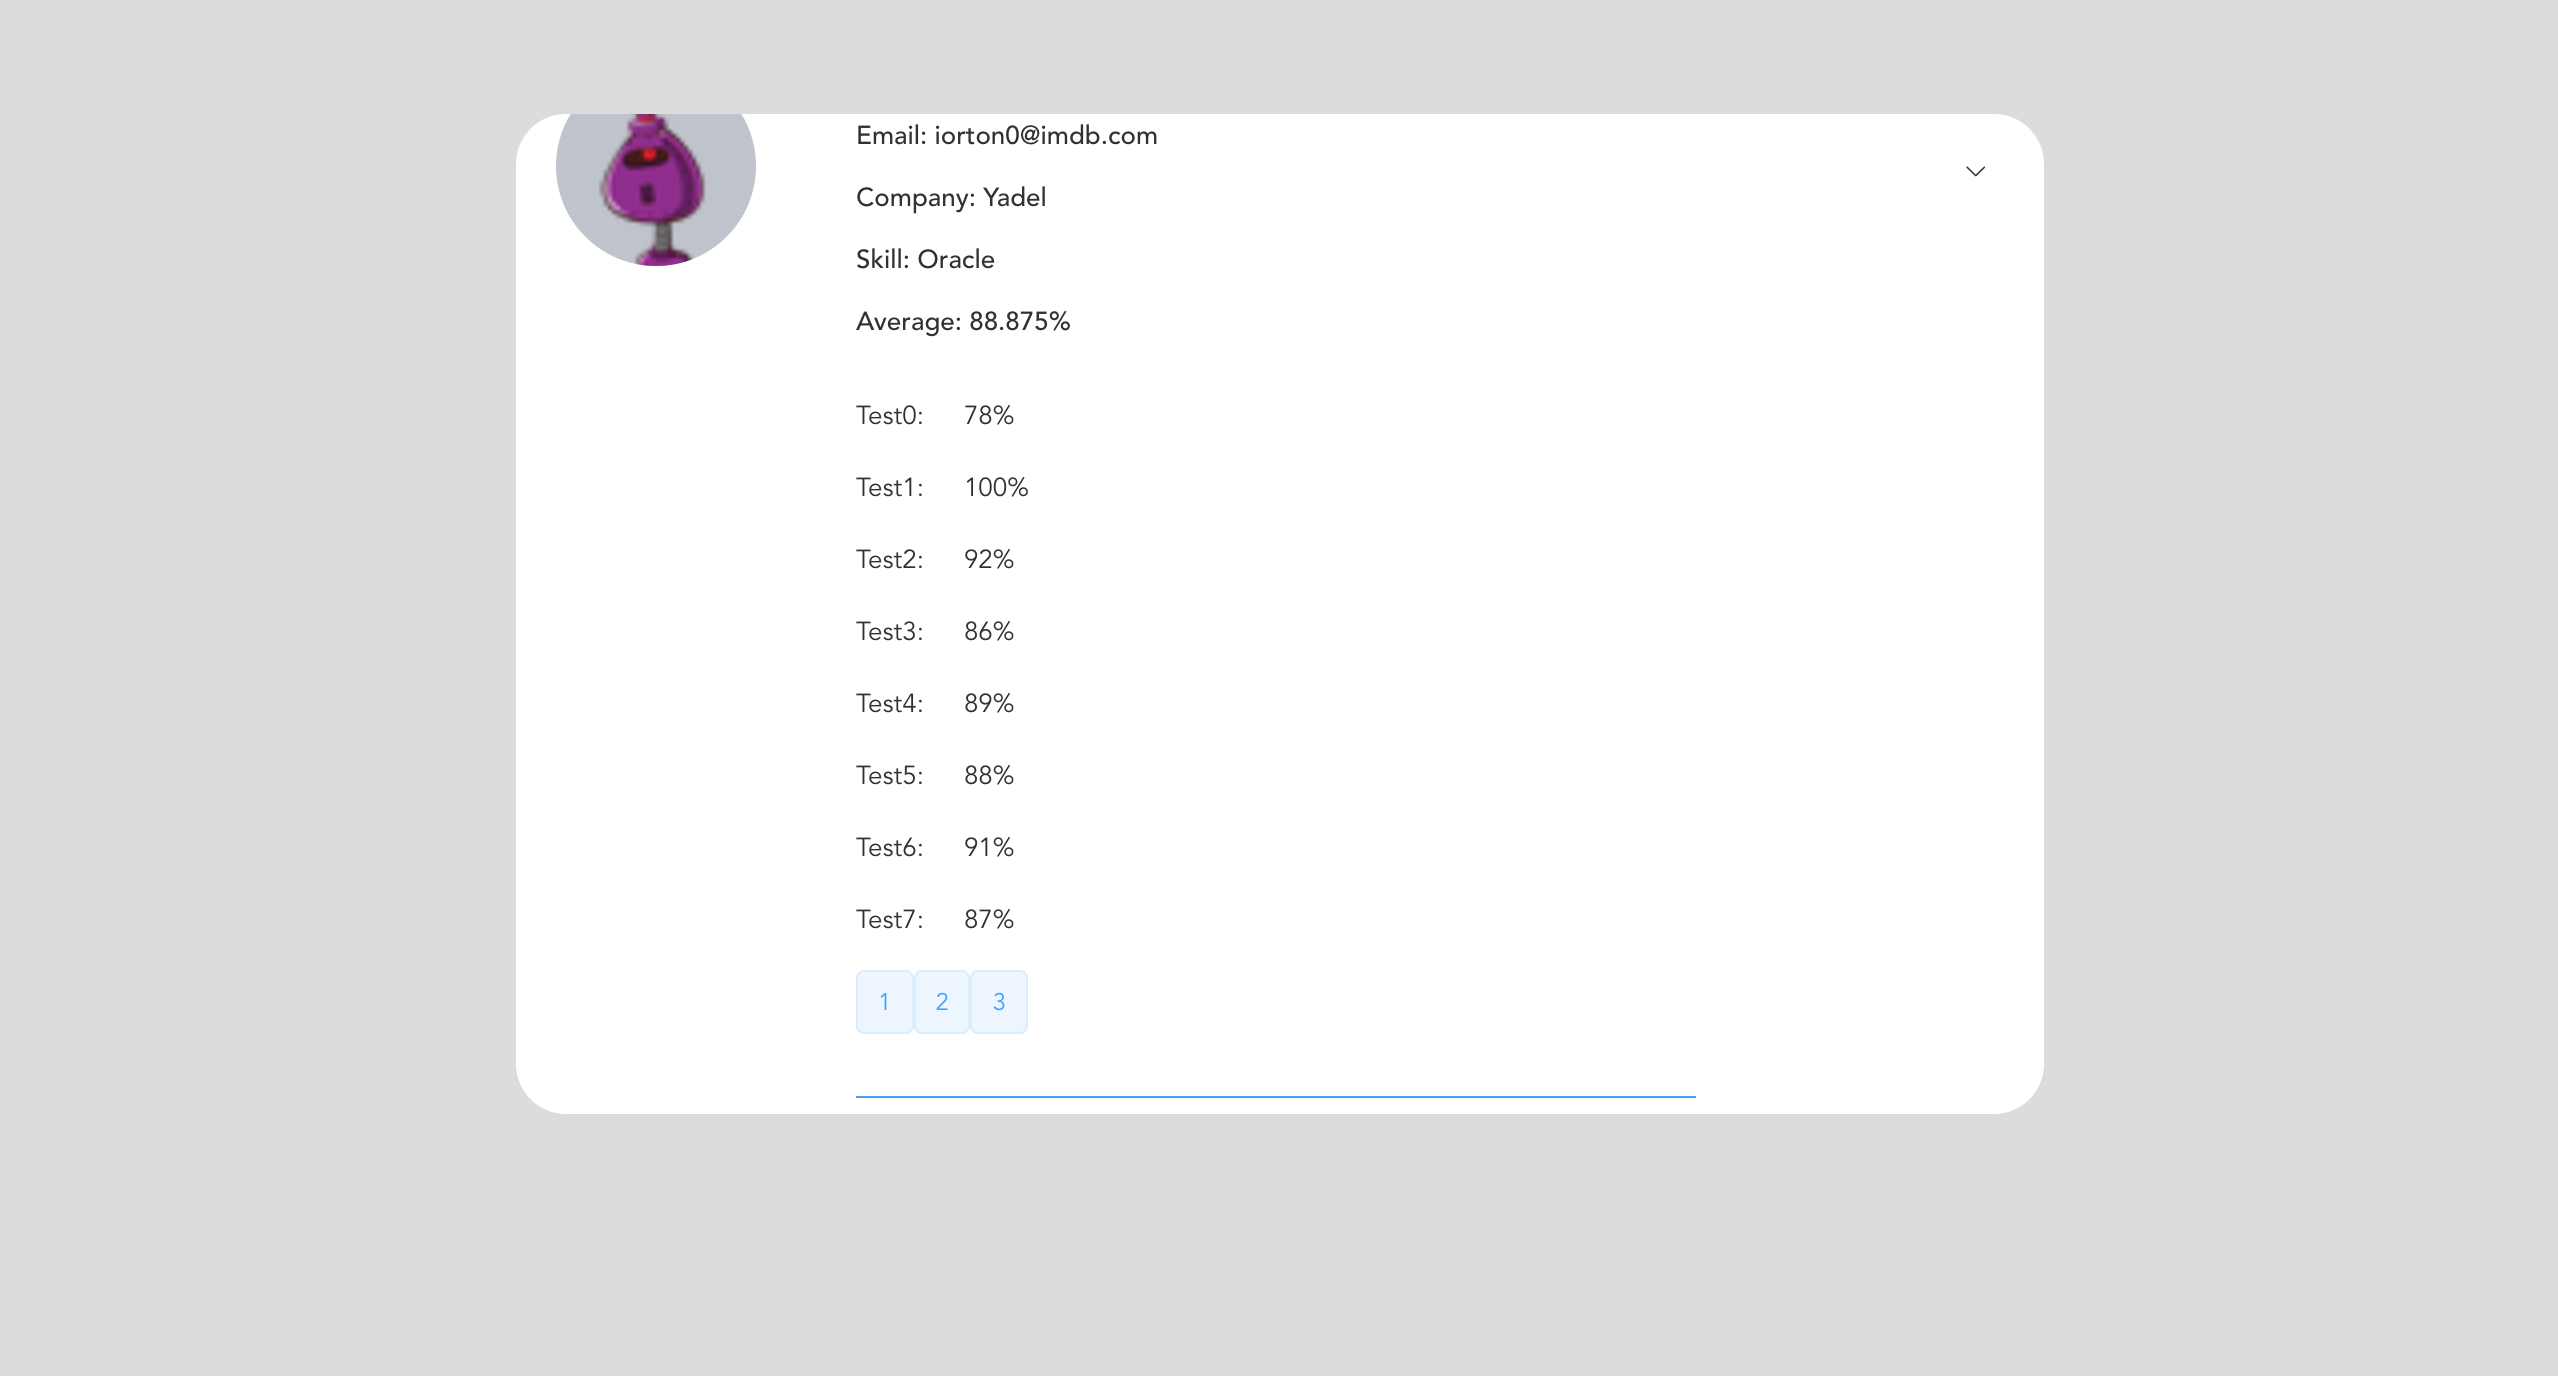 Email: iorton0@imdb.com
Company: Yadel
Skill: Oracle
Average: 88.875%
Test0: 78%
Test1: 100%
Test2: 92%
Test3: 86%
Test4: 89%
Test5: 88%
Test6: 91%
Test7: 87%
1 2 3